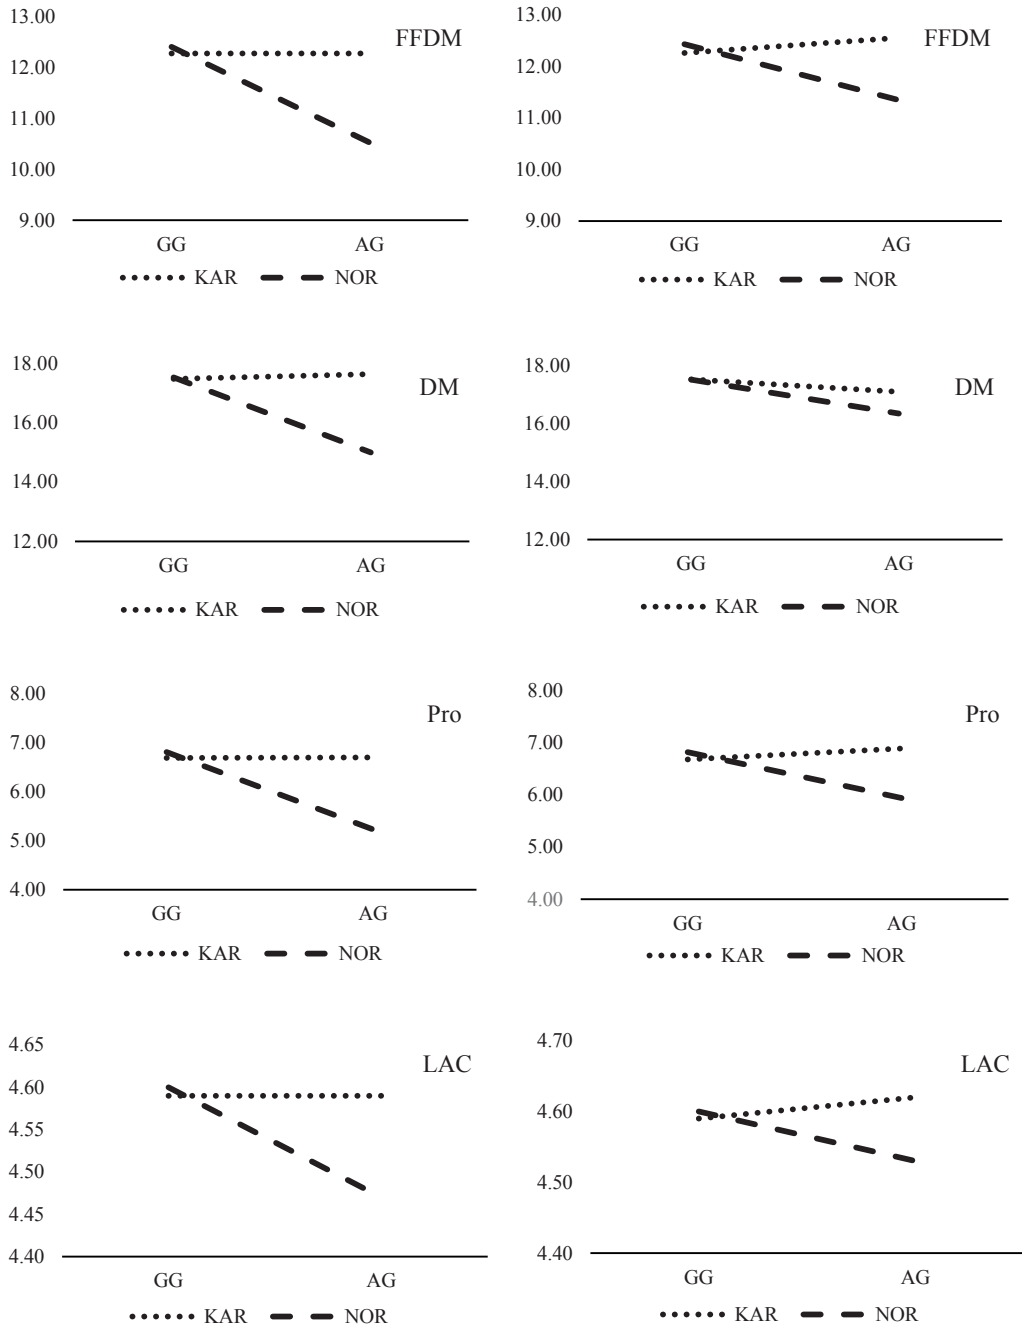 13.00
FFDM
12.00
11.00
10.00
9.00
GG AG
KAR NOR
13.00
FFDM
12.00
11.00
10.00
9.00
GG AG
KAR NOR
18.00
DM
16.00
14.00
12.00
GG AG
KAR NOR
18.00
DM
16.00
14.00
12.00
GG AG
KAR NOR
8.00
Pro
7.00
6.00
5.00
4.00
GG AG
KAR NOR
8.00
Pro
7.00
6.00
5.00
4.00
GG AG
KAR NOR
4.65
LAC
4.60
4.55
4.50
4.45
4.40
GG AG
KAR NOR
4.70
LAC
4.60
4.50
4.40
GG AG
KAR NOR